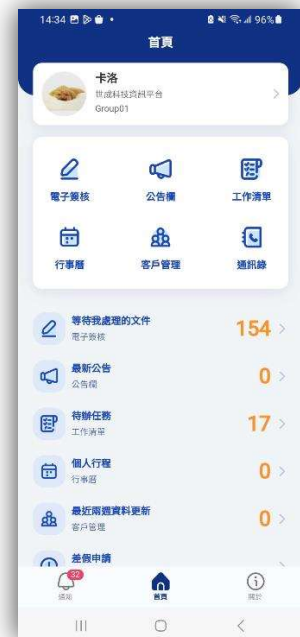 14:34 96%
首頁
卡洛
世成科技資訊平台
Group01
電子簽核 公告欄 工作清單
行事曆 客戶管理 通訊錄
等待我處理的文件
電子簽核
154
最新公告
公告欄
0
待辦任務
工作清單
17
個人行程
行事曆
0
最近兩週資料更新
客戶管理
0
差假申請
32
通知 首頁 關於